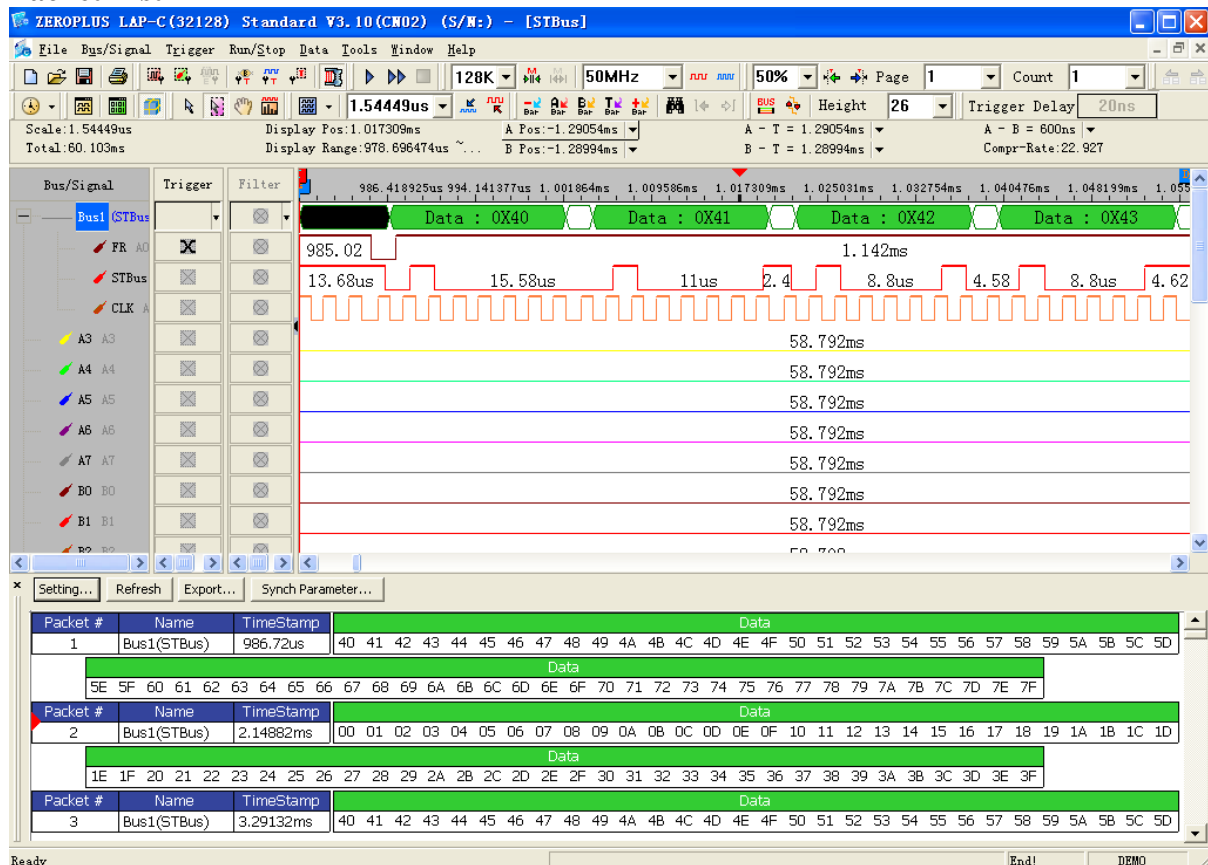 ZEROPLUS LAP-C(32128) Standard V3.10(CN02) (S/N:) - [STBus]
File Bus/Signal Trigger Run/Stop Data Tools Window Help
128K 50MHz 50% Page 1 Count 1
1.54449us Bar Bar Bar Bar Bar BUS Height 26 Trigger Delay 20ns
Scale:1.54449us Display Pos:1.017309ms A Pos:-1.29054ms A - T = 1.29054ms A - B = 600ns
Total:60.103ms Display Range:978.696474us ~... B Pos:-1.28994ms B - T = 1.28994ms Compr-Rate:22.927
Bus/Signal Trigger Filter 986.418925us 994.141377us 1.001864ms 1.009586ms 1.017309ms 1.025031ms 1.032754ms 1.040476ms 1.048199ms 1.055
Bus1 (STBus Data : 0X40 Data : 0X41 Data : 0X42 Data : 0X43
FR A0 985.02 1.142ms
STBus 13.68us 15.58us 11us 2.4 8.8us 4.58 8.8us 4.62
CLK A
A3 A3 58.792ms
A4 A4 58.792ms
A5 A5 58.792ms
A6 A6 58.792ms
A7 A7 58.792ms
B0 B0 58.792ms
B1 B1 58.792ms
Setting... Refresh Export... Synch Parameter...
Packet # Name TimeStamp Data
1 Bus1(STBus) 986.72us 40 41 42 43 44 45 46 47 48 49 4A 4B 4C 4D 4E 4F 50 51 52 53 54 55 56 57 58 59 5A 5B 5C 5D
Data
5E 5F 60 61 62 63 64 65 66 67 68 69 6A 6B 6C 6D 6E 6F 70 71 72 73 74 75 76 77 78 79 7A 7B 7C 7D 7E 7F
Packet # Name TimeStamp Data
2 Bus1(STBus) 2.14882ms 00 01 02 03 04 05 06 07 08 09 0A 0B 0C 0D 0E 0F 10 11 12 13 14 15 16 17 18 19 1A 1B 1C 1D
Data
1E 1F 20 21 22 23 24 25 26 27 28 29 2A 2B 2C 2D 2E 2F 30 31 32 33 34 35 36 37 38 39 3A 3B 3C 3D 3E 3F
Packet # Name TimeStamp Data
3 Bus1(STBus) 3.29132ms 40 41 42 43 44 45 46 47 48 49 4A 4B 4C 4D 4E 4F 50 51 52 53 54 55 56 57 58 59 5A 5B 5C 5D
Ready End! DEMO